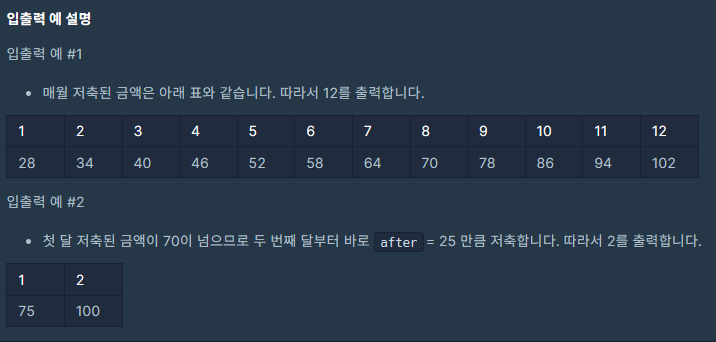 입출력 예 설명
입출력 예 #1
• 매월 저축된 금액은 아래 표와 같습니다. 따라서 12를 출력합니다.
1 2 3 4 5 6 7 8 9 10 11 12
28 34 40 46 52 58 64 70 78 86 94 102
입출력 예 #2
• 첫 달 저축된 금액이 70이 넘으므로 두 번째 달부터 바로 after = 25 만큼 저축합니다. 따라서 2를 출력합니다.
1 2
75 100